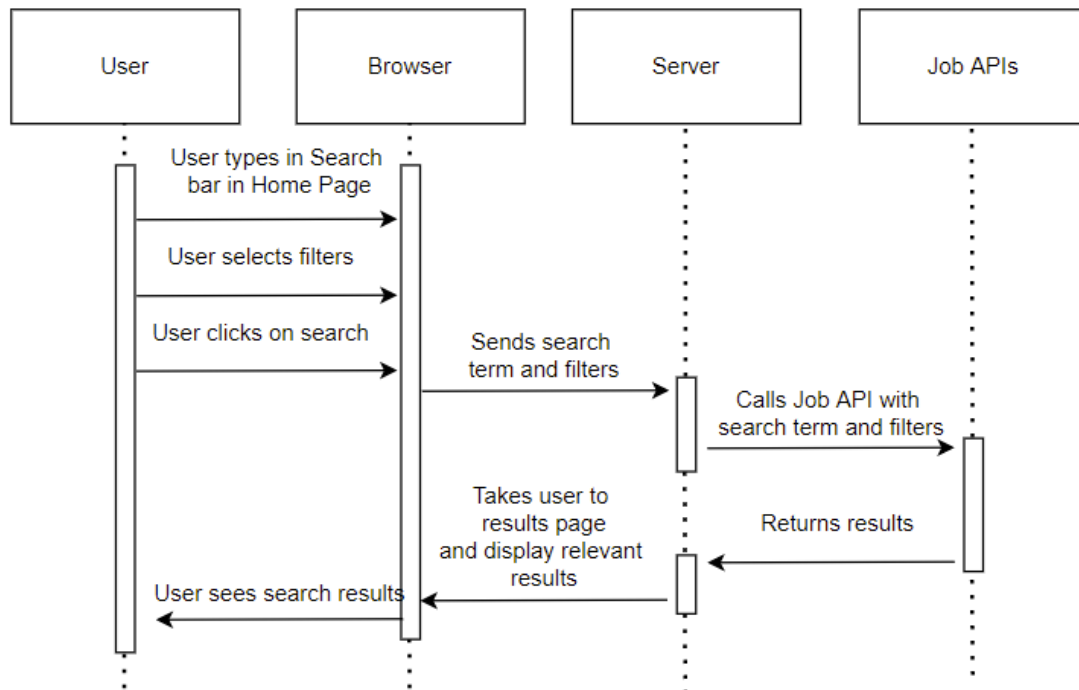 User
Browser
Server
Job APIs
User types in Search
bar in Home Page
User selects filters
User clicks on search
Sends search
term and filters
Calls Job API with
search term and filters
Returns results
Takes user to
results page
and display relevant
results
User sees search results